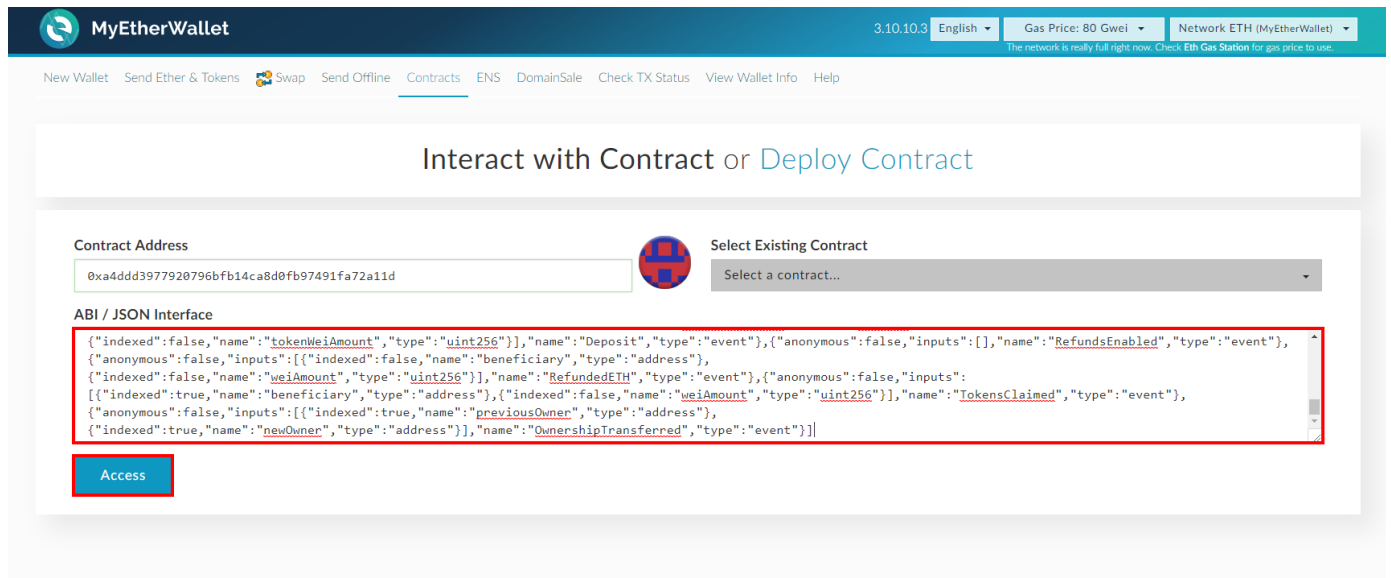 MyEtherWallet
3.10.10.3 English Gas Price: 80 Gwei Network ETH (MyEtherWallet)
The network is really full right now. Check Eth Gas Station for gas price to use.
New Wallet Send Ether & Tokens Swap Send Offline Contracts ENS DomainSale Check TX Status View Wallet Info Help
Interact with Contract or Deploy Contract
Contract Address
0xa4ddd3977920796bfb14ca8d0fb97491fa72a11d
Select Existing Contract
Select a contract...
ABI / JSON Interface
{"indexed":false,"name":"tokenWeiAmount","type":"uint256"}],"name":"Deposit","type":"event"},{"anonymous":false,"inputs":[],"name":"RefundsEnabled","type":"event"},
{"anonymous":false,"inputs":[{"indexed":false,"name":"beneficiary","type":"address"},
{"indexed":false,"name":"weiAmount","type":"uint256"}],"name":"RefundedETH","type":"event"},{"anonymous":false,"inputs":
[{"indexed":true,"name":"beneficiary","type":"address"},{"indexed":false,"name":"weiAmount","type":"uint256"}],"name":"TokensClaimed","type":"event"},
{"anonymous":false,"inputs":[{"indexed":true,"name":"previousOwner","type":"address"},
{"indexed":true,"name":"newOwner","type":"address"}],"name":"OwnershipTransferred","type":"event"}]
Access